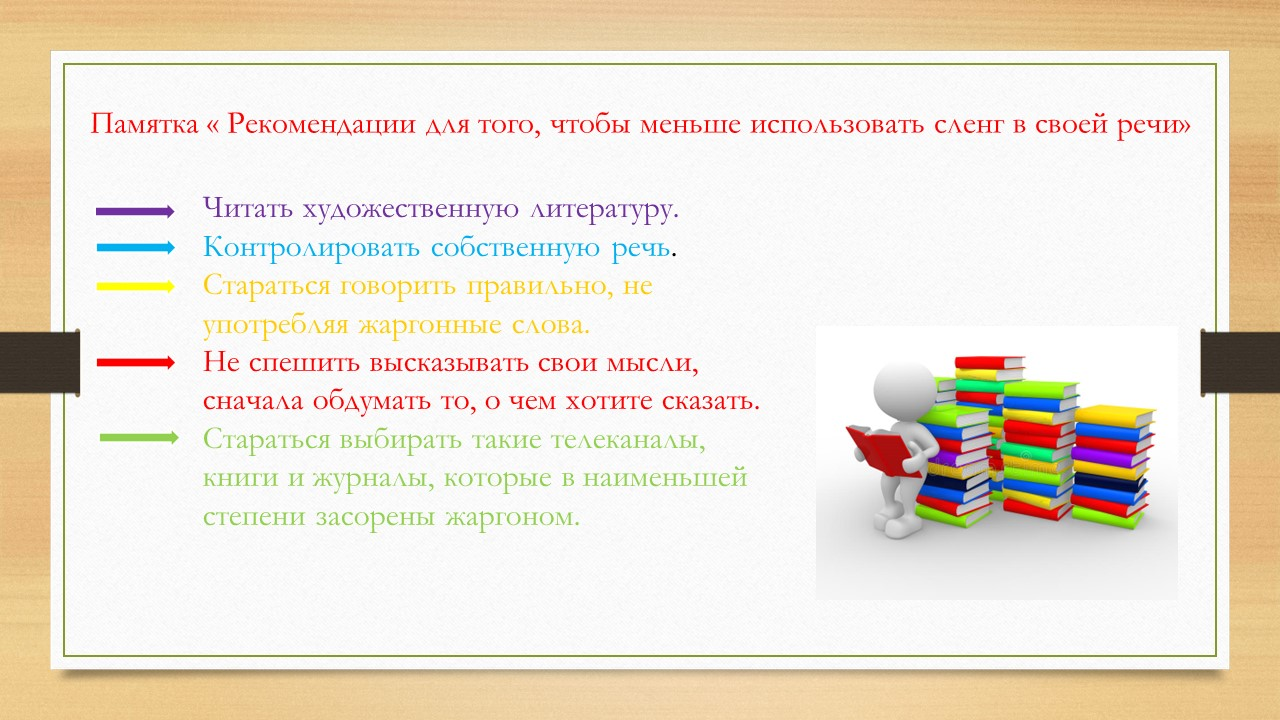 Памятка « Рекомендации для того, чтобы меньше использовать сленг в своей речи»
Читать художественную литературу.
Контролировать собственную речь.
Стараться говорить правильно, не
употребляя жаргонные слова.
Не спешить высказывать свои мысли,
сначала обдумать то, о чем хотите сказать.
Стараться выбирать такие телеканалы,
книги и журналы, которые в наименьшей
степени засорены жаргоном.